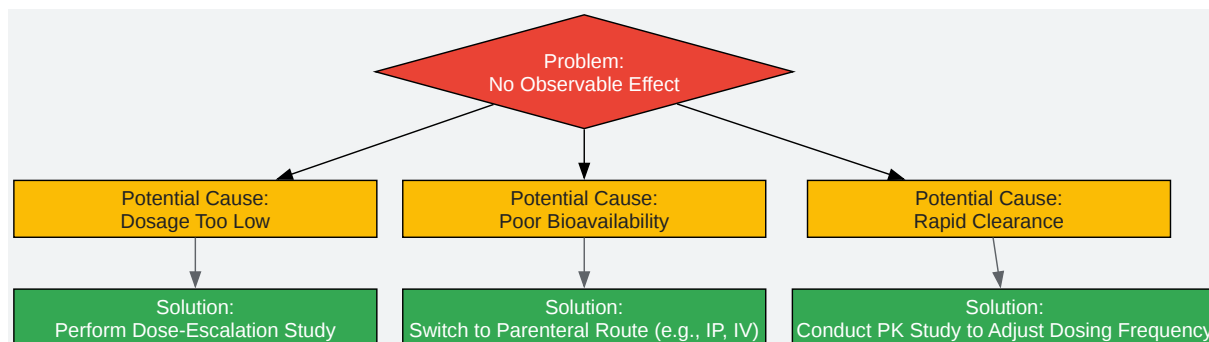 Problem:
No Observable Effect
Potential Cause:
Dosage Too Low
Potential Cause:
Poor Bioavailability
Potential Cause:
Rapid Clearance
Solution:
Perform Dose-Escalation Study
Solution:
Switch to Parenteral Route (e.g., IP, IV)
Solution:
Conduct PK Study to Adjust Dosing Frequency